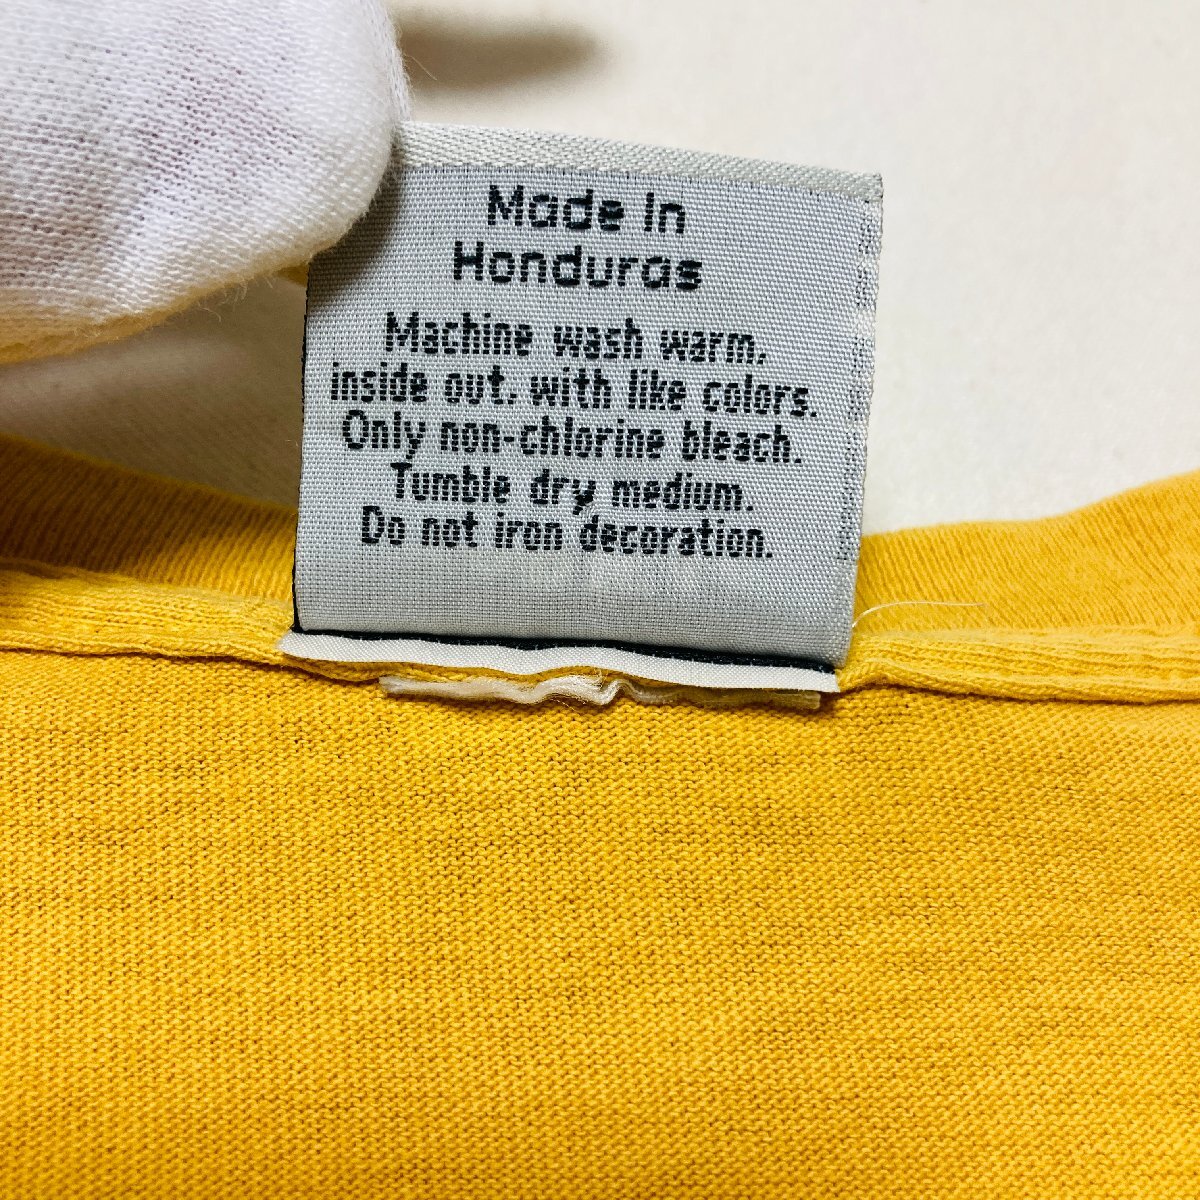 Made In
Honduras
Machine wash warm,
inside out, with like colors.
Only non-chlorine bleach.
Tumble dry medium.
Do not iron decoration.